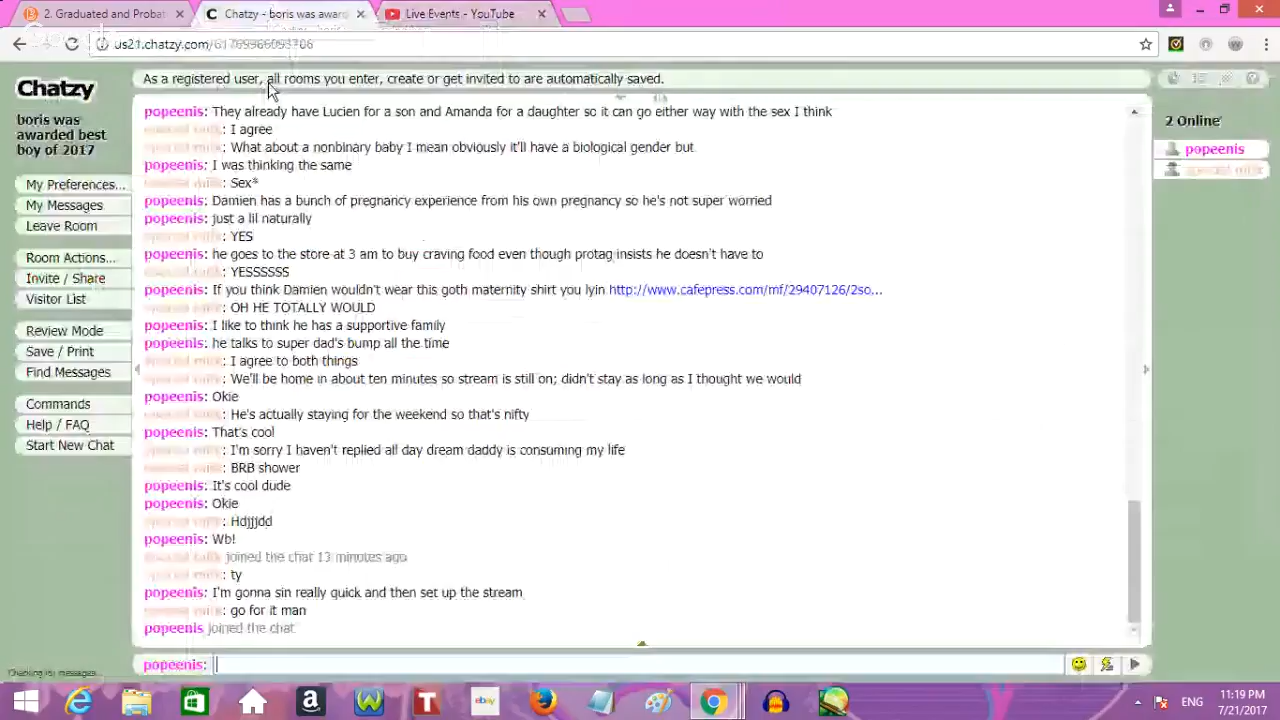 2. Graduated and Probat
Chatzy - boris was award
Live Events - YouTube
us21.chatzy.com/
As a registered user, all rooms you enter, create or get invited to are automatically saved.
Chatzy
boris was
awarded best
boy of 2017
My Preferences...
My Messages
Leave Room
Room Actions...
Invite / Share
Visitor List
Review Mode
Save / Print
Find Messages
Commands
Help / FAQ
Start New Chat
popeenis: They already have Lucien for a son and Amanda for a daughter so it can go either way with the sex I think
: I agree
: What about a nonbinary baby I mean obviously it'll have a biological gender but
popeenis: I was thinking the same
: Sex*
popeenis: Damien has a bunch of pregnancy experience from his own pregnancy so he's not super worried
popeenis: just a lil naturally
: YES
popeenis: he goes to the store at 3 am to buy craving food even though protag insists he doesn't have to
: YESSSSSS
popeenis: If you think Damien wouldn't wear this goth maternity shirt you lyin http://www.cafepress.com/mf/29407126/2so...
: OH HE TOTALLY WOULD
popeenis: I like to think he has a supportive family
popeenis: he talks to super dad's bump all the time
: I agree to both things
: We'll be home in about ten minutes so stream is still on; didn't stay as long as I thought we would
popeenis: Okie
: He's actually staying for the weekend so that's nifty
popeenis: That's cool
: I'm sorry I haven't replied all day dream daddy is consuming my life
: BRB shower
popeenis: It's cool dude
popeenis: Okie
: Hdjjjdd
popeenis: Wb!
joined the chat 13 minutes ago
: ty
popeenis: I'm gonna sin really quick and then set up the stream
: go for it man
popeenis joined the chat
popeenis:
2 Online
popeenis
Checking for messages...
ENG
11:19 PM
7/21/2017